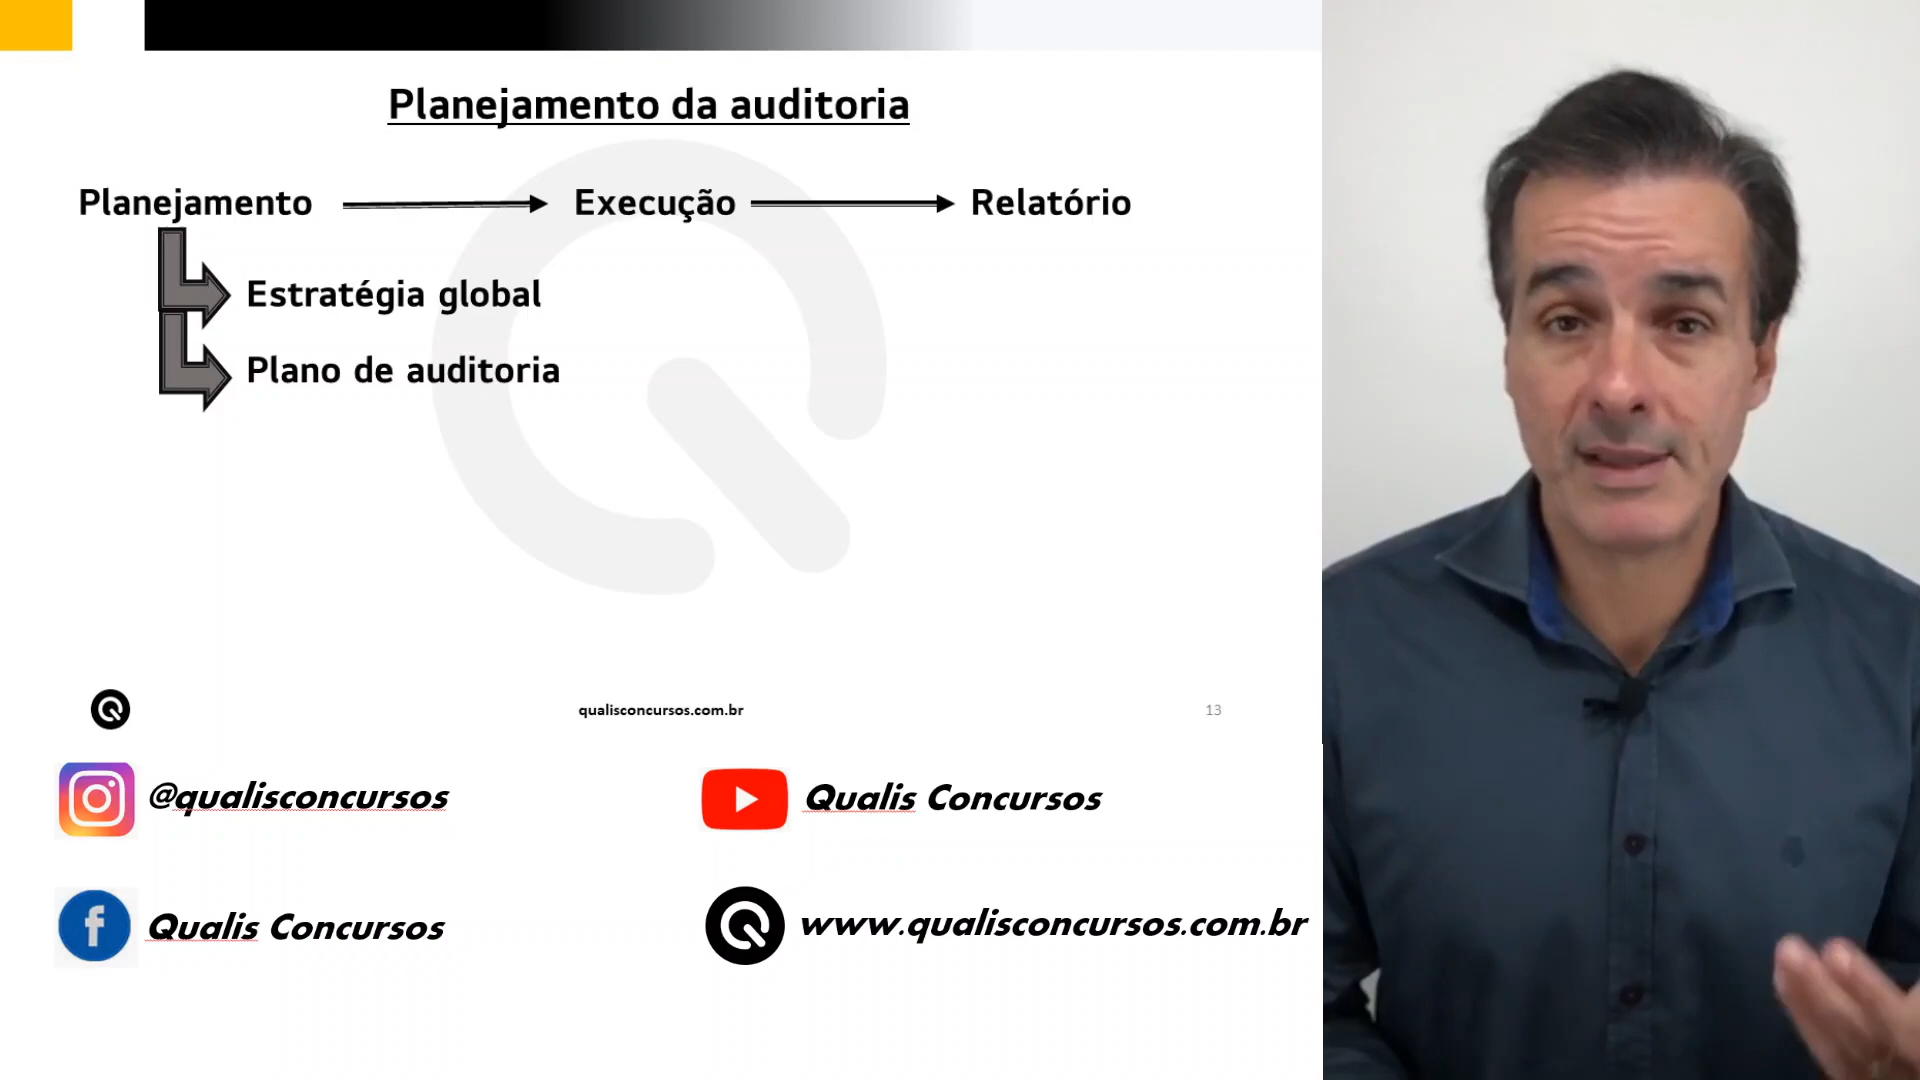 Planejamento da auditoria
Planejamento Execução Relatório
Estratégia global
Plano de auditoria
qualisconcursos.com.br 13
@qualisconcursos Qualis Concursos
Qualis Concursos www.qualisconcursos.com.br